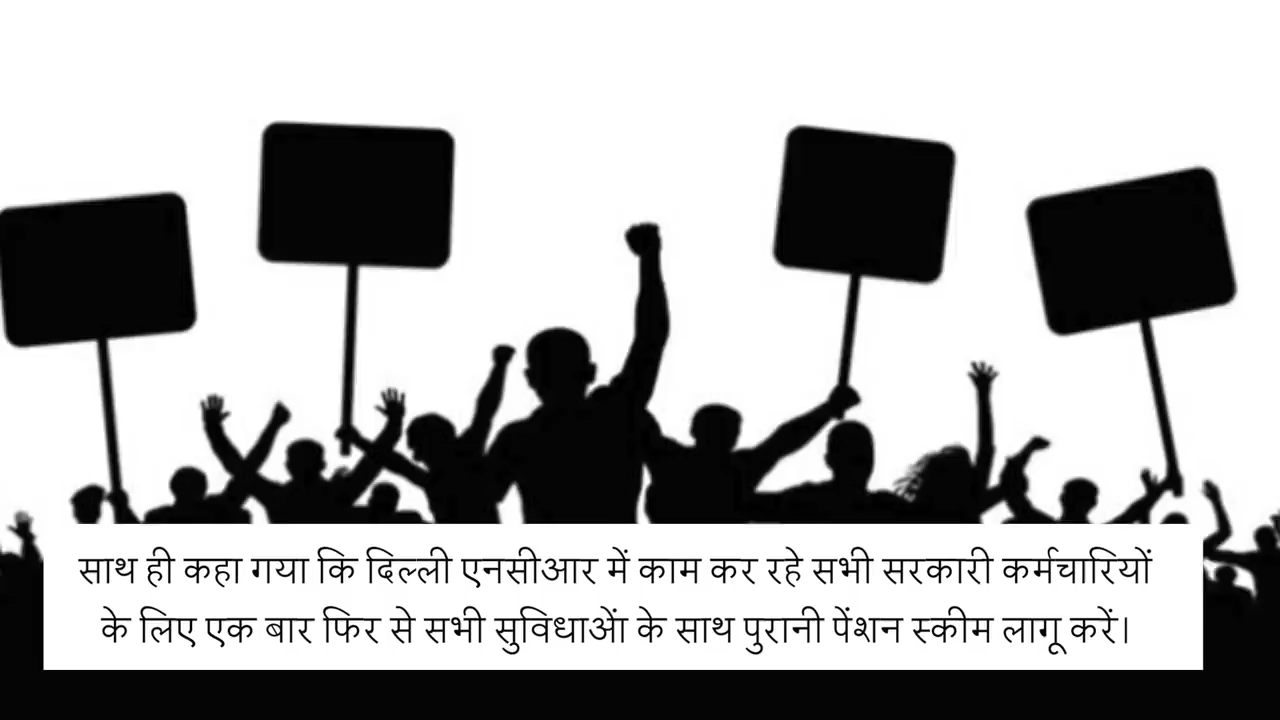 साथ ही कहा गया कि दिल्ली एनसीआर में काम कर रहे सभी सरकारी कर्मचारियों
के लिए एक बार फिर से सभी सुविधाओं के साथ पुरानी पेंशन स्कीम लागू करें।